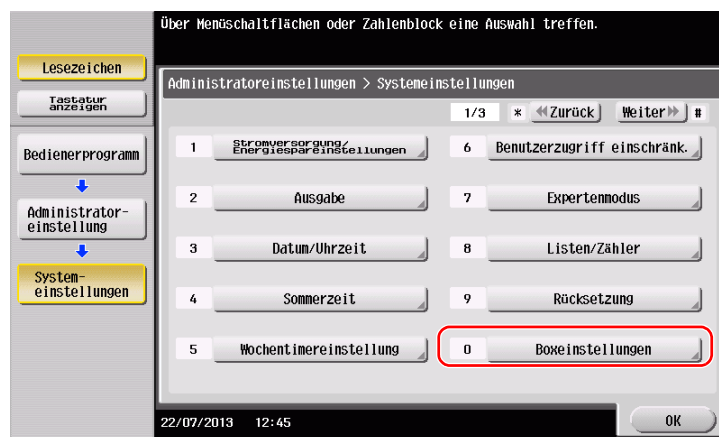 Über Menüschaltflächen oder Zahlenblock eine Auswahl treffen.
Lesezeichen
Tastatur
anzeigen
Bedienerprogramm
Administrator-
einstellung
System-
einstellungen
Administratoreinstellungen > Systemeinstellungen
1/3 * Zurück Weiter #
1 Stromversorgung/
Energiespareinstellungen
6 Benutzerzugriff einschränk.
2 Ausgabe
7 Expertenmodus
3 Datum/Uhrzeit
8 Listen/Zähler
4 Sommerzeit
9 Rücksetzung
5 Wochentimereinstellung
0 Boxeinstellungen
22/07/2013 12:45
OK